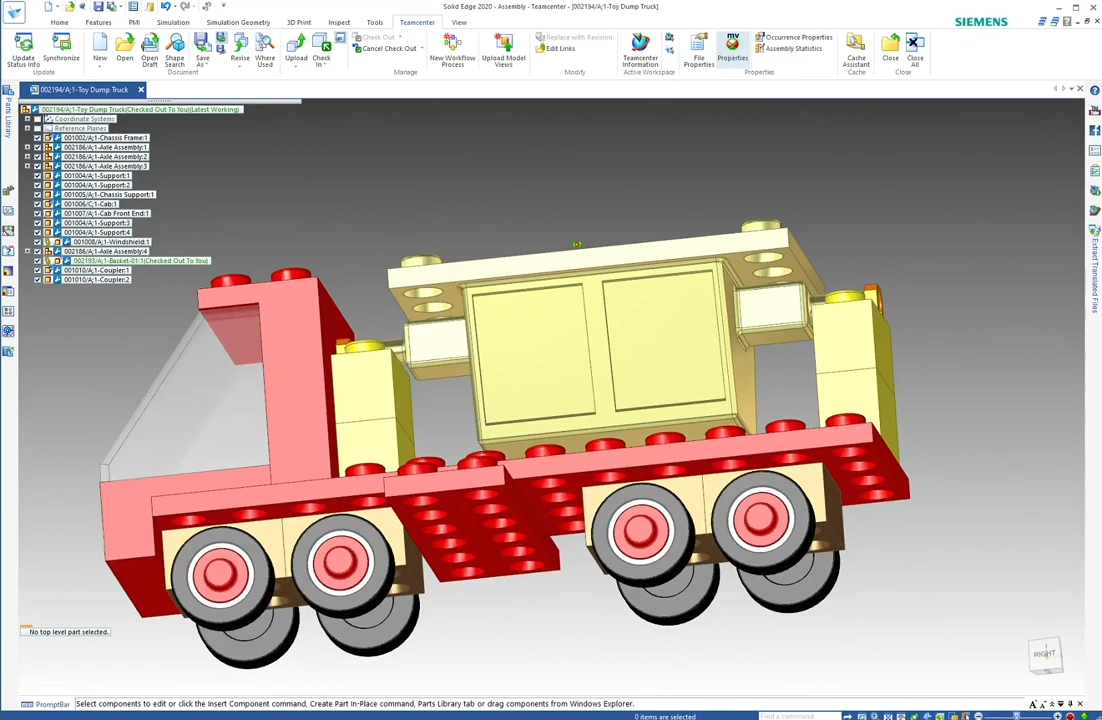 Solid Edge 2020 - Assembly - Teamcenter - [002194/A;1-Toy Dump Truck]
Home Features PMI Simulation Simulation Geometry 3D Print Inspect Tools Teamcenter View
SIEMENS
Update Status Info
Synchronize
Update
New
Open
Open Draft
Shape Search
Save As
Revise
Where Used
Document
Upload
Check In
Check Out
Cancel Check Out
Manage
New Workflow Process
Upload Model Views
Replace with Revision
Edit Links
Modify
Teamcenter Information
Active Workspace
File Properties
mv
Properties
Occurrence Properties
Assembly Statistics
Properties
Cache Assistant
Cache
Close
Close All
Close
002194/A;1-Toy Dump Truck
Parts Library
002194/A;1-Toy Dump Truck(Checked Out To You)(Latest Working)
Coordinate Systems
Reference Planes
001002/A;1-Chassis Frame:1
002186/A;1-Axle Assembly:1
002186/A;1-Axle Assembly:2
002186/A;1-Axle Assembly:3
001004/A;1-Support:1
001004/A;1-Support:2
001005/A;1-Chassis Support:1
001006/C;1-Cab:1
001007/A;1-Cab Front End:1
001004/A;1-Support:3
001004/A;1-Support:4
001008/A;1-Windshield:1
002186/A;1-Axle Assembly:4
002193/A;1-Basket-01:1(Checked Out To You)
001010/A;1-Coupler:1
001010/A;1-Coupler:2
Extract Translated Files
No top level part selected.
RIGHT
PromptBar
Select components to edit or click the Insert Component command, Create Part In-Place command, Parts Library tab or drag components from Windows Explorer.
0 items are selected
Find a command